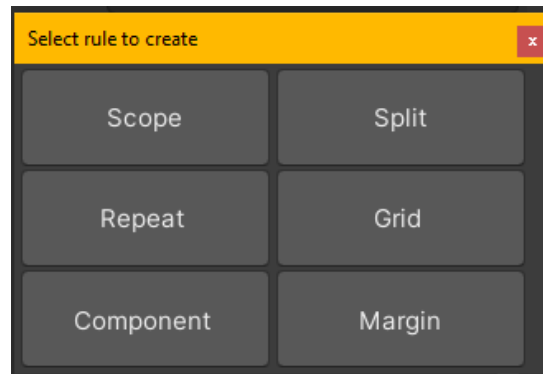 Select rule to create
x
Scope
Split
Repeat
Grid
Component
Margin